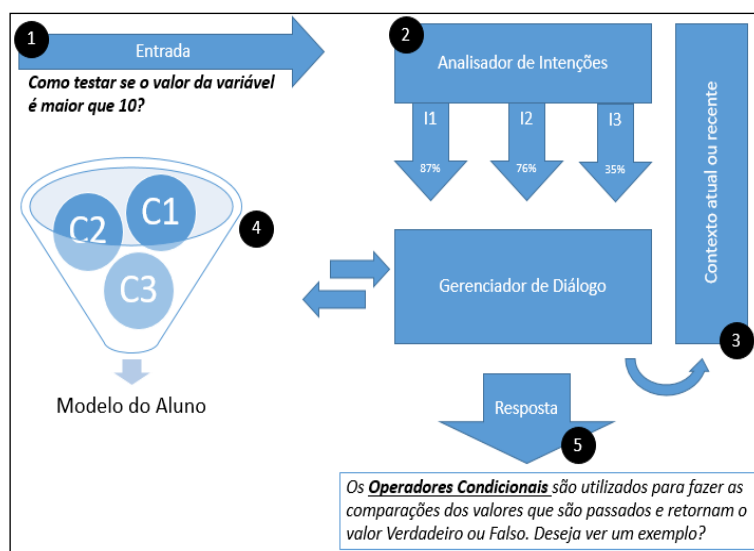 1
Entrada
Como testar se o valor da variável
é maior que 10?
2
Analisador de Intenções
I1
I2
I3
87%
76%
35%
Contexto atual ou recente
3
C1
C2
C3
4
Modelo do Aluno
Gerenciador de Diálogo
Resposta
5
Os Operadores Condicionais são utilizados para fazer as
comparações dos valores que são passados e retornam o
valor Verdadeiro ou Falso. Deseja ver um exemplo?